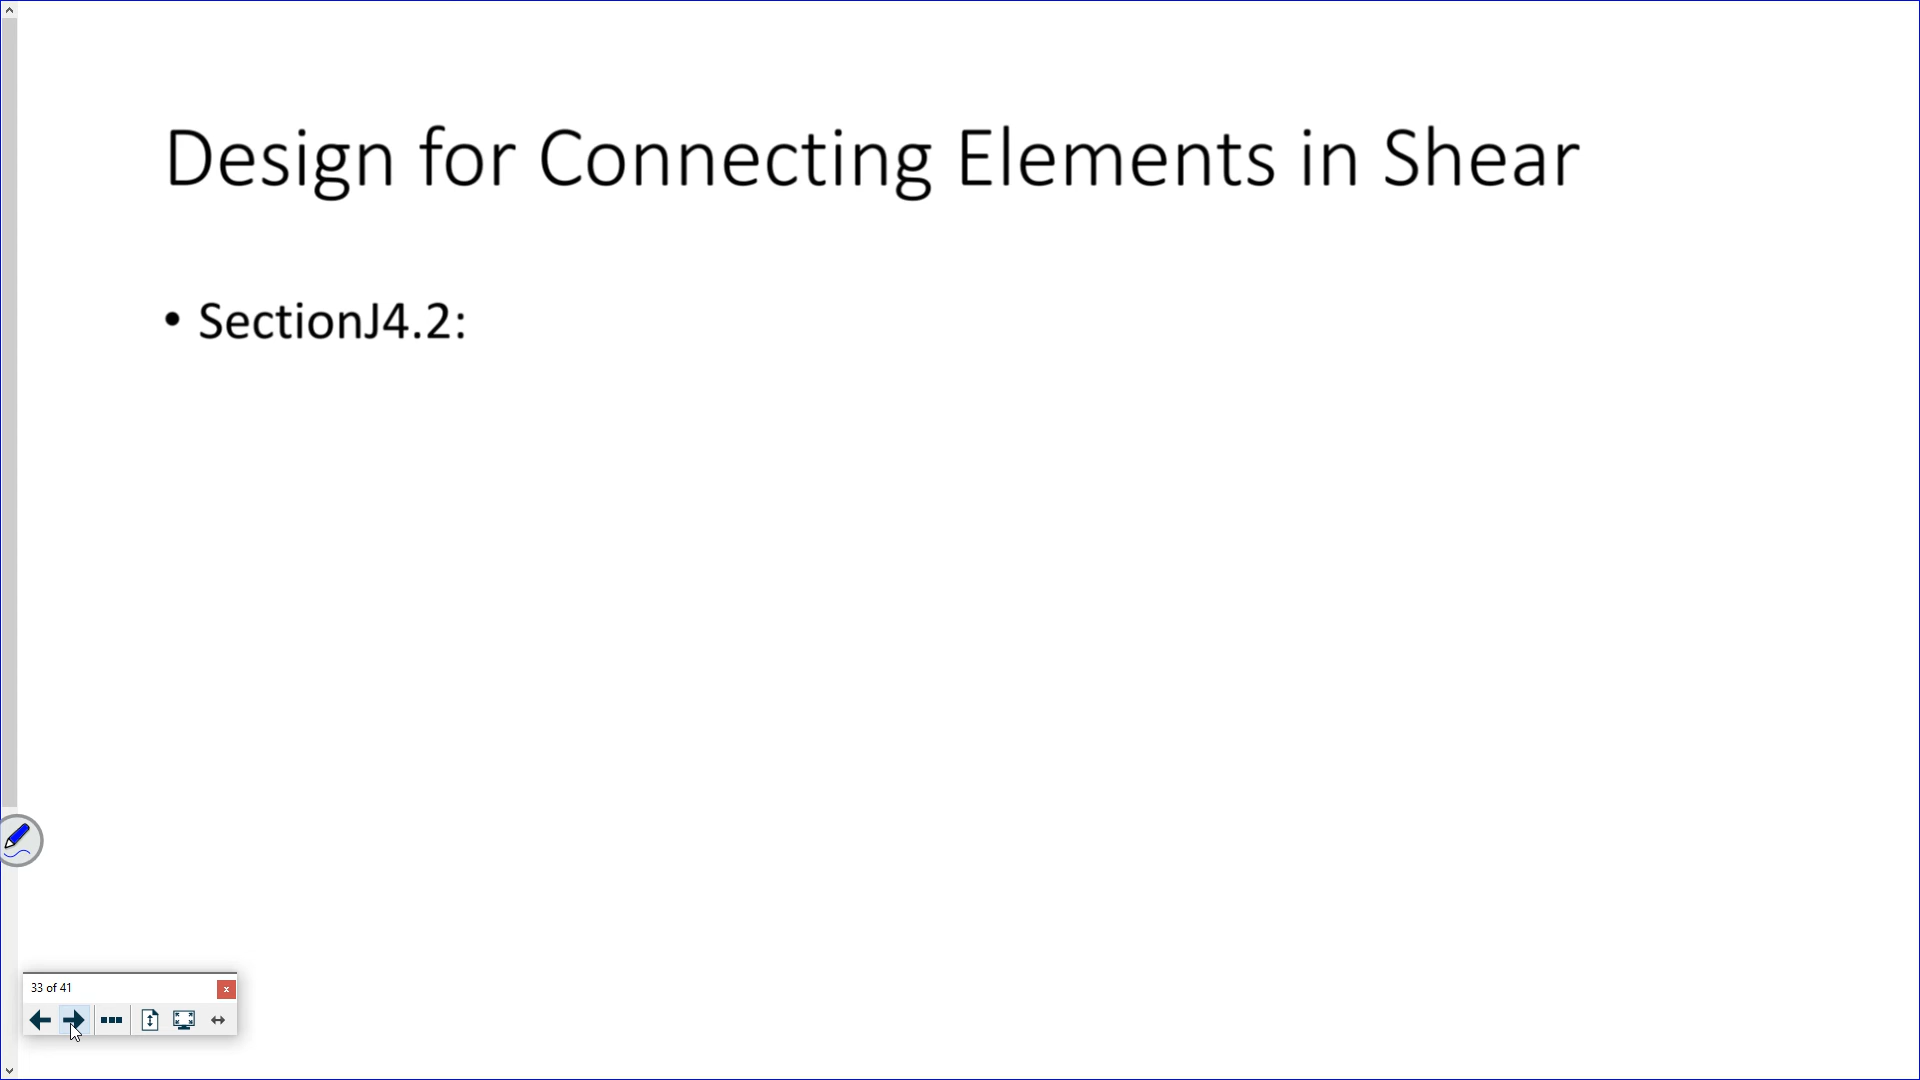 Design for Connecting Elements in Shear
• SectionJ4.2:
33 of 41
x